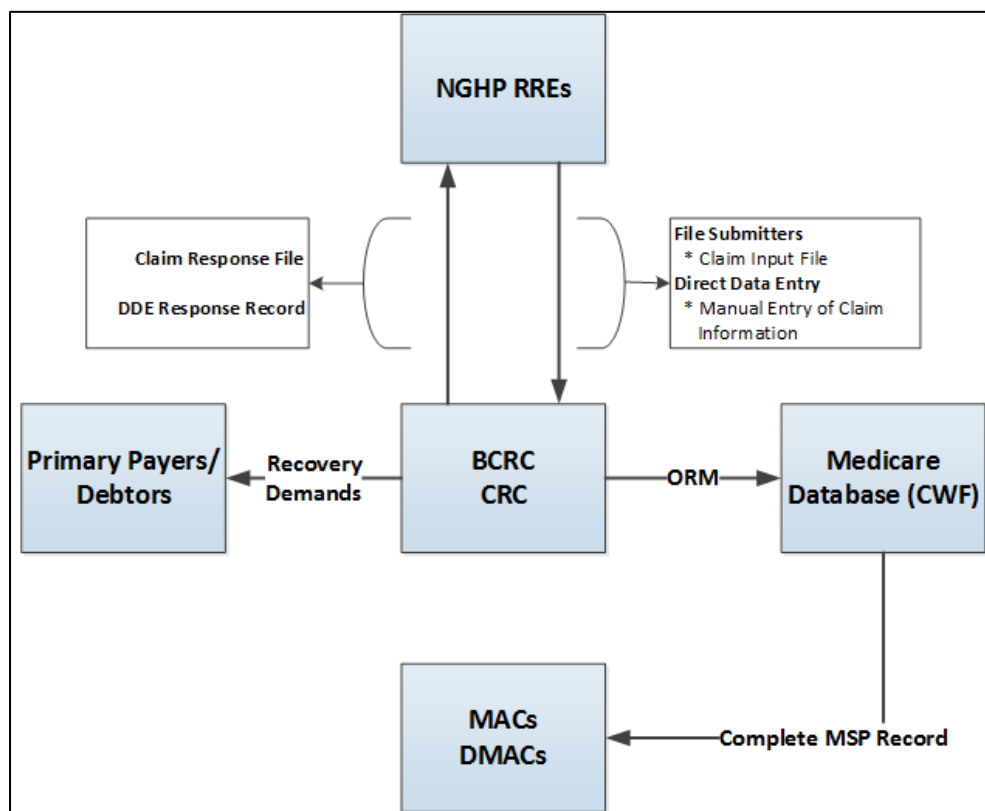 NGHP RREs
Claim Response File
DDE Response Record
File Submitters
* Claim Input File
Direct Data Entry
* Manual Entry of Claim
Information
Primary Payers/
Debtors
Recovery
Demands
BCRC
CRC
ORM
Medicare
Database (CWF)
MACs
DMACs
Complete MSP Record